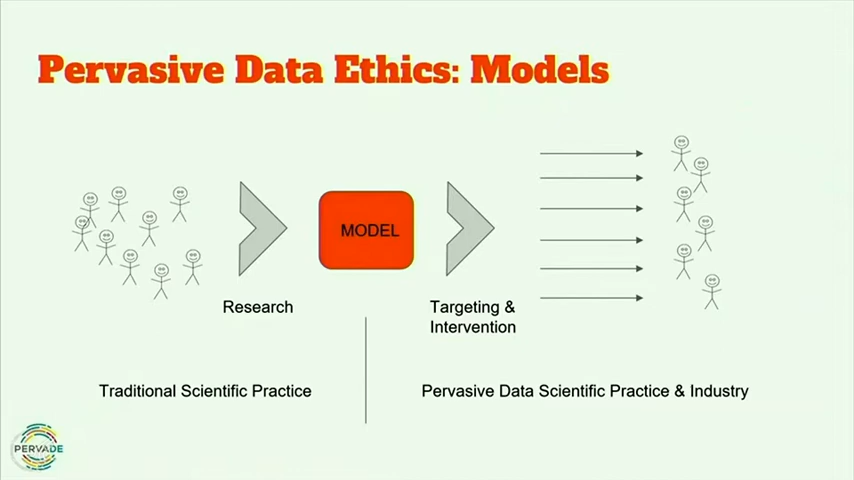 Pervasive Data Ethics: Models
MODEL
Research
Targeting &
Intervention
Traditional Scientific Practice
Pervasive Data Scientific Practice & Industry
PERVADE